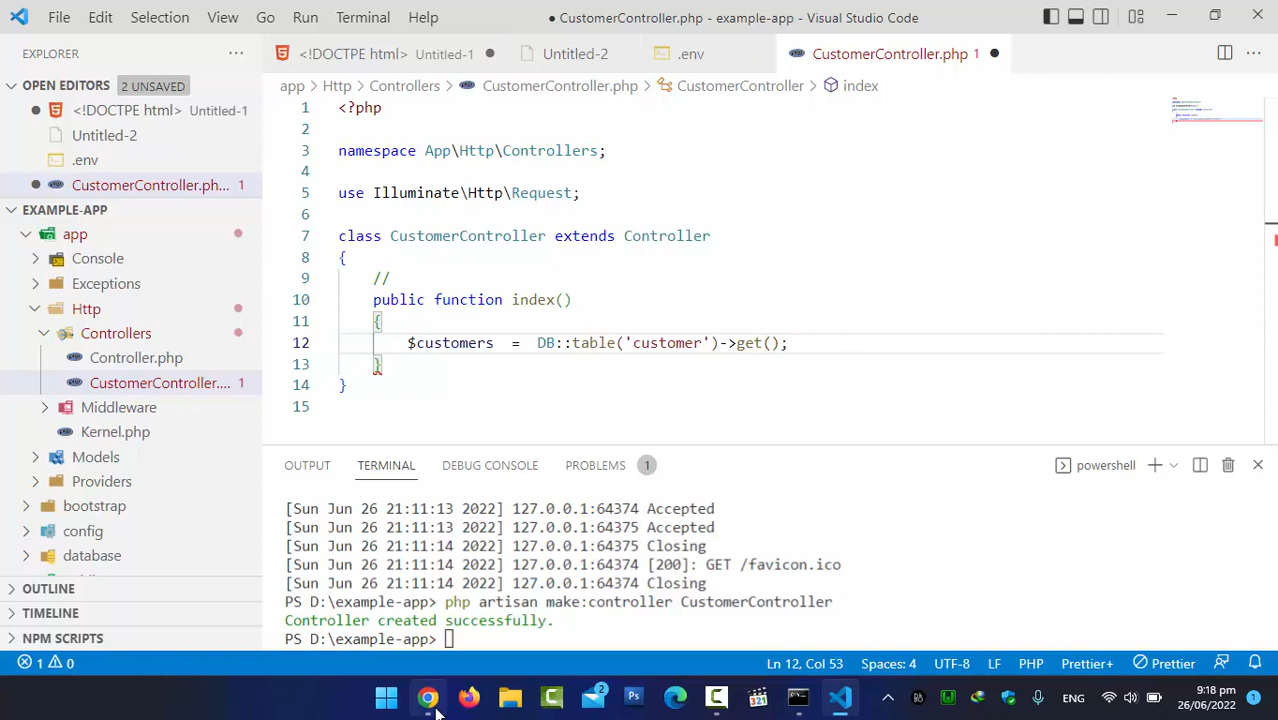 File Edit Selection View Go Run Terminal Help ● CustomerController.php - example-app - Visual Studio Code
EXPLORER
<!DOCTPE html> Untitled-1
Untitled-2
.env
CustomerController.php 1
OPEN EDITORS 2 UNSAVED
<!DOCTPE html> Untitled-1
Untitled-2
.env
CustomerController.ph... 1
EXAMPLE-APP
app
Console
Exceptions
Http
Controllers
Controller.php
CustomerController.... 1
Middleware
Kernel.php
Models
Providers
bootstrap
config
database
OUTLINE
TIMELINE
NPM SCRIPTS
app > Http > Controllers > CustomerController.php > CustomerController > index
1 <?php
2
3 namespace App\Http\Controllers;
4
5 use Illuminate\Http\Request;
6
7 class CustomerController extends Controller
8 {
9 //
10 public function index()
11 {
12 $customers = DB::table('customer')->get();
13 }
14 }
15
OUTPUT TERMINAL DEBUG CONSOLE PROBLEMS 1
powershell
[Sun Jun 26 21:11:13 2022] 127.0.0.1:64374 Accepted
[Sun Jun 26 21:11:13 2022] 127.0.0.1:64375 Accepted
[Sun Jun 26 21:11:14 2022] 127.0.0.1:64375 Closing
[Sun Jun 26 21:11:14 2022] 127.0.0.1:64374 [200]: GET /favicon.ico
[Sun Jun 26 21:11:14 2022] 127.0.0.1:64374 Closing
PS D:\example-app> php artisan make:controller CustomerController
Controller created successfully.
PS D:\example-app>
1 0 Ln 12, Col 53 Spaces: 4 UTF-8 LF PHP Prettier+ Prettier
2 Ps 321 ENG 9:18 pm 1
26/06/2022